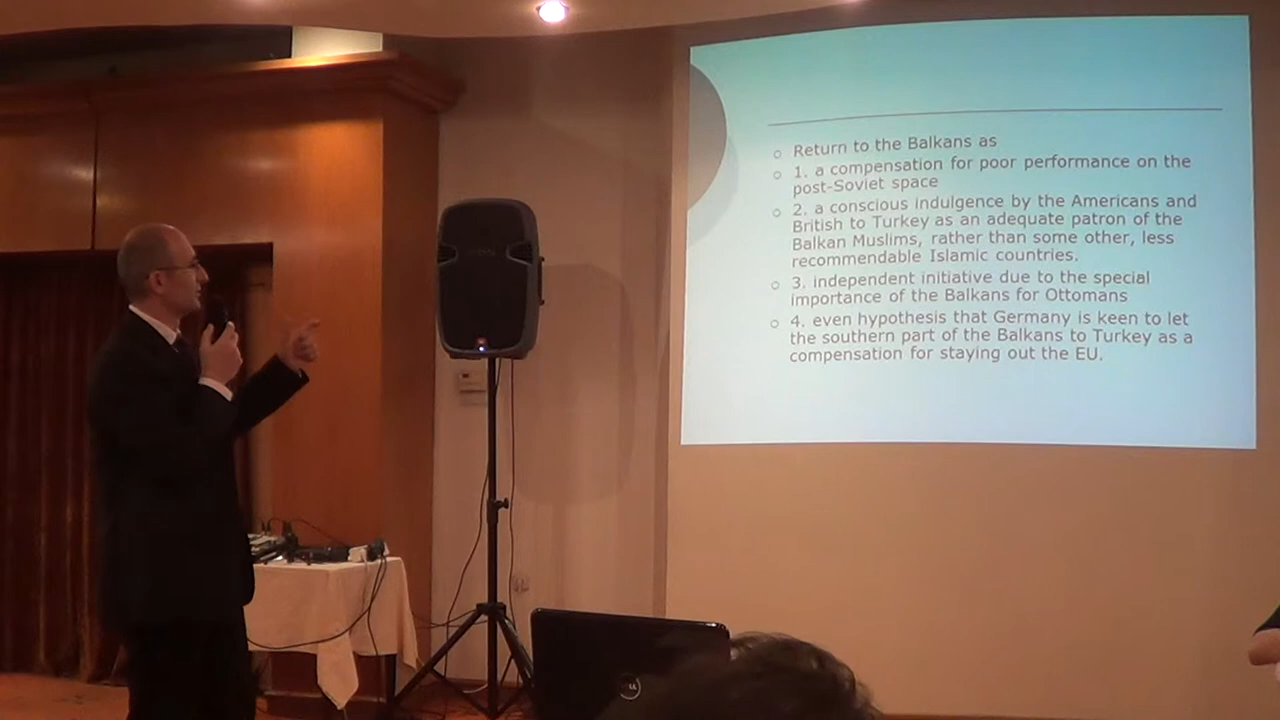 Return to the Balkans as
1. a compensation for poor performance on the
post-Soviet space
2. a conscious indulgence by the Americans and
British to Turkey as an adequate patron of the
Balkan Muslims, rather than some other, less
recommendable Islamic countries.
3. independent initiative due to the special
importance of the Balkans for Ottomans
4. even hypothesis that Germany is keen to let
the southern part of the Balkans to Turkey as a
compensation for staying out the EU.
DELL